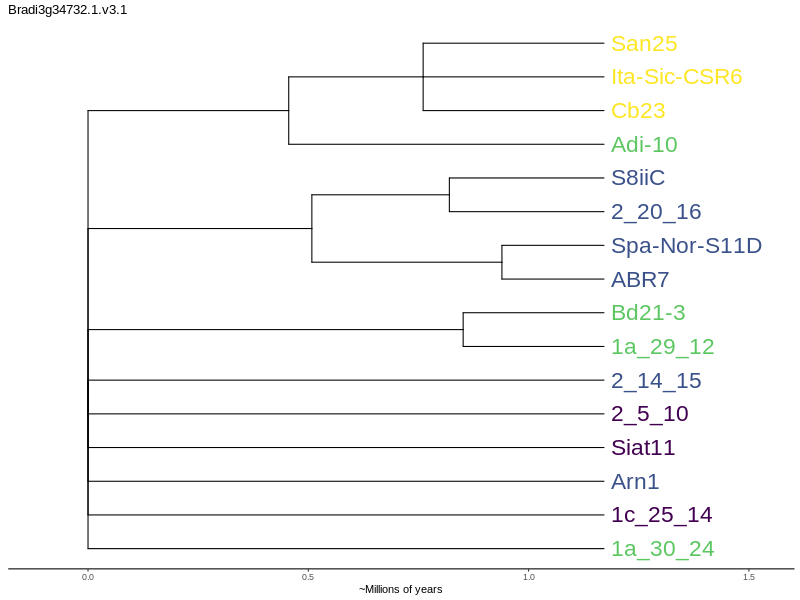 Bradi3g34732.1.v3.1
San25
Ita-Sic-CSR6
Cb23
Adi-10
S8iiC
2_20_16
Spa-Nor-S11D
ABR7
Bd21-3
1a_29_12
2_14_15
2_5_10
Siat11
Arn1
1c_25_14
1a_30_24
0.0 0.5 1.0 1.5
~Millions of years